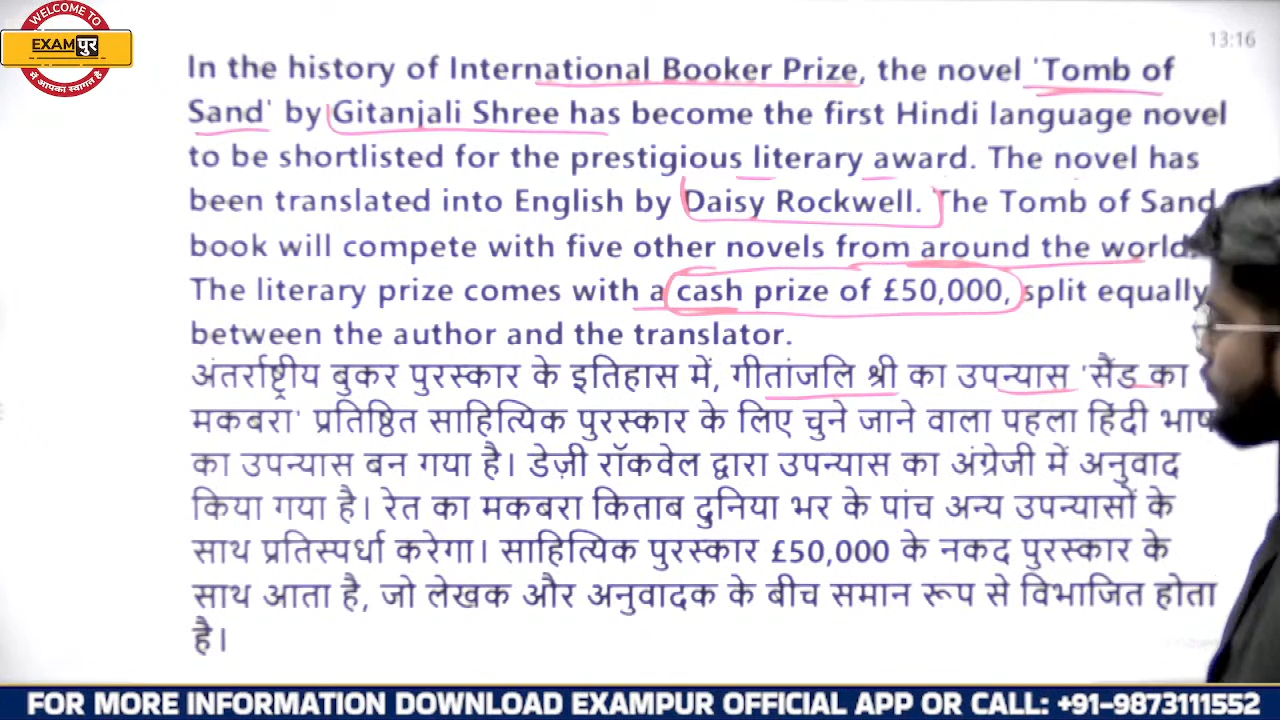 WELCOME TO
EXAMपुर
में आपका स्वागत है
13:16
In the history of International Booker Prize, the novel 'Tomb of
Sand' by Gitanjali Shree has become the first Hindi language novel
to be shortlisted for the prestigious literary award. The novel has
been translated into English by Daisy Rockwell. The Tomb of Sand
book will compete with five other novels from around the world.
The literary prize comes with a cash prize of £50,000, split equally
between the author and the translator.
अंतर्राष्ट्रीय बुकर पुरस्कार के इतिहास में, गीतांजलि श्री का उपन्यास 'सैंड का
मकबरा' प्रतिष्ठित साहित्यिक पुरस्कार के लिए चुने जाने वाला पहला हिंदी
का उपन्यास बन गया है। डेज़ी रॉकवेल द्वारा उपन्यास का अंग्रेजी में अनुवाद
किया गया है। रेत का मकबरा किताब दुनिया भर के पांच अन्य उपन्यासों के
साथ प्रतिस्पर्धा करेगा। साहित्यिक पुरस्कार £50,000 के नकद पुरस्कार के
साथ आता है, जो लेखक और अनुवादक के बीच समान रूप से विभाजित होता
है।
FOR MORE INFORMATION DOWNLOAD EXAMPUR OFFICIAL APP OR CALL: +91-9873111552